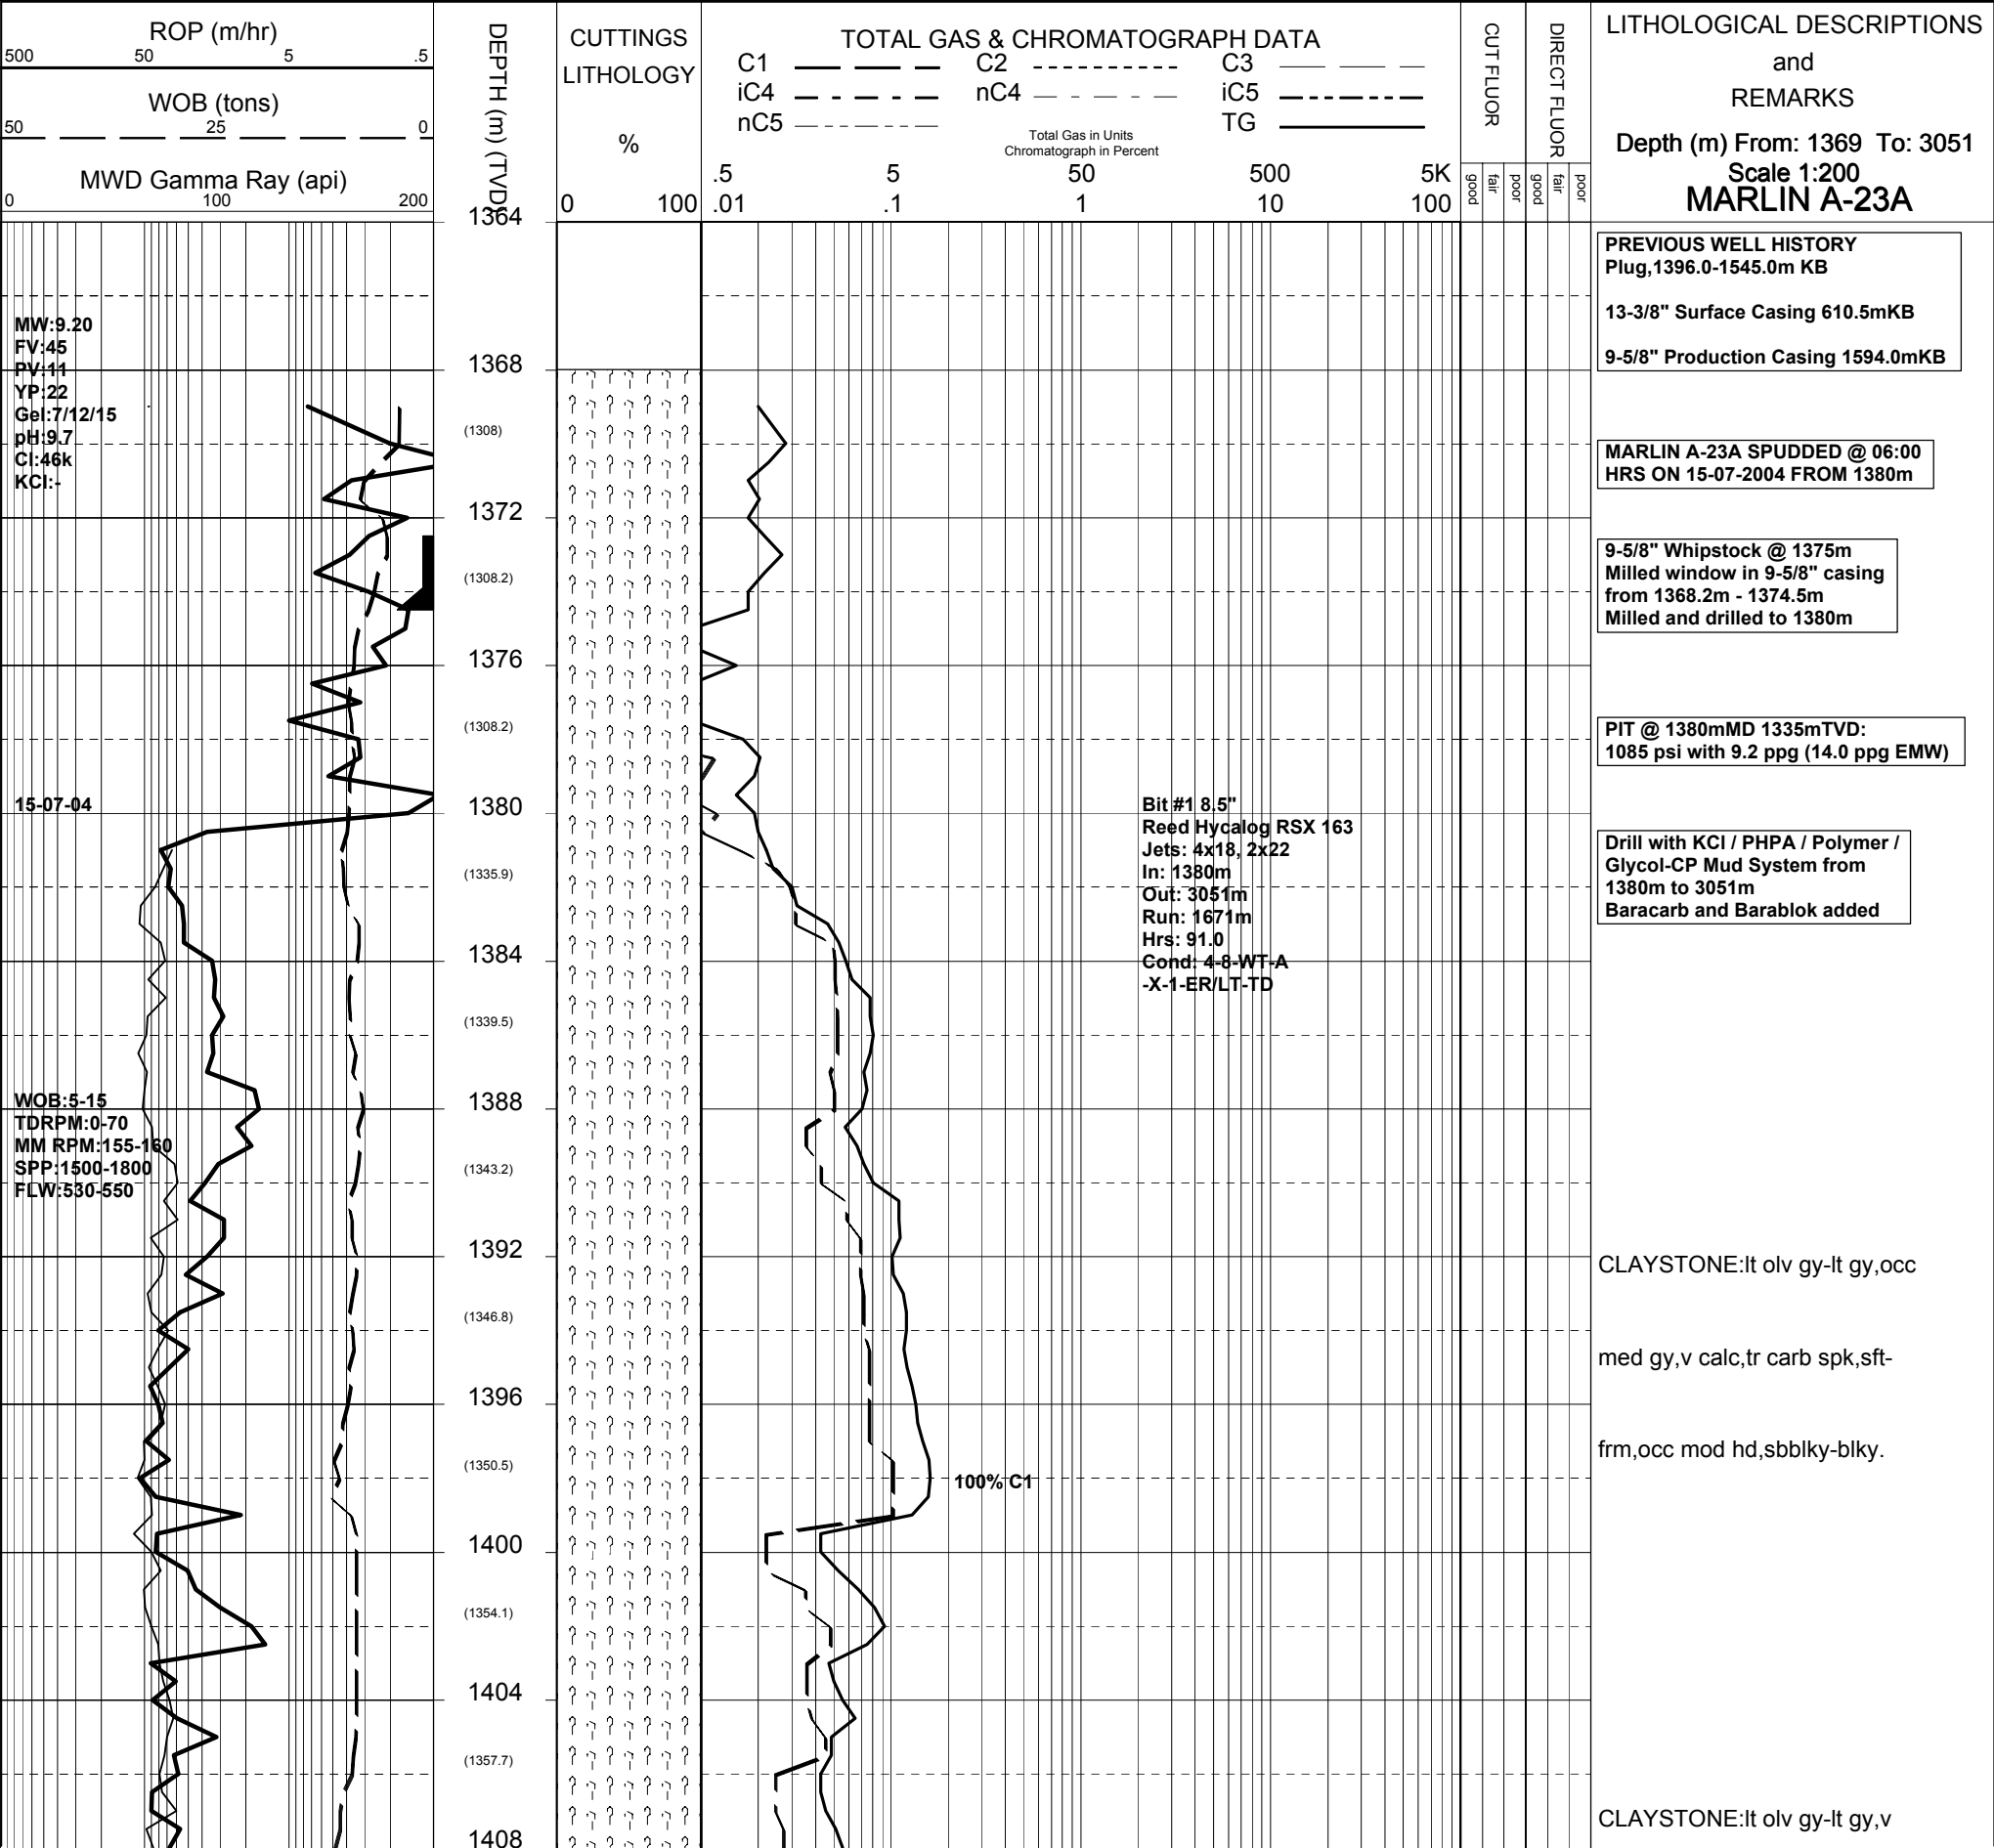 ROP (m/hr)
500 50 5 .5
WOB (tons)
50 25 0
MWD Gamma Ray (api)
0 100 200
DEPTH (m) (TVD)
CUTTINGS
LITHOLOGY
%
0 100
TOTAL GAS & CHROMATOGRAPH DATA
C1 C2 C3
iC4 nC4 iC5
nC5 TG
Total Gas in Units
Chromatograph in Percent
.5 5 50 500 5K
.01 .1 1 10 100
CUT FLUOR
good fair poor
DIRECT FLUOR
good fair poor
LITHOLOGICAL DESCRIPTIONS
and
REMARKS
Depth (m) From: 1369 To: 3051
Scale 1:200
MARLIN A-23A
MW:9.20
FV:45
PV:11
YP:22
Gel:7/12/15
pH:9.7
Cl:46k
KCl:-
15-07-04
WOB:5-15
TDRPM:0-70
MM RPM:155-160
SPP:1500-1800
FLW:530-550
1364
1368
(1308)
1372
(1308.2)
1376
(1308.2)
1380
(1335.9)
1384
(1339.5)
1388
(1343.2)
1392
(1346.8)
1396
(1350.5)
1400
(1354.1)
1404
(1357.7)
1408
Bit #1 8.5"
Reed Hycalog RSX 163
Jets: 4x18, 2x22
In: 1380m
Out: 3051m
Run: 1671m
Hrs: 91.0
Cond: 4-8-WT-A
-X-1-ER/LT-TD
100% C1
PREVIOUS WELL HISTORY
Plug,1396.0-1545.0m KB
13-3/8" Surface Casing 610.5mKB
9-5/8" Production Casing 1594.0mKB
MARLIN A-23A SPUDDED @ 06:00
HRS ON 15-07-2004 FROM 1380m
9-5/8" Whipstock @ 1375m
Milled window in 9-5/8" casing
from 1368.2m - 1374.5m
Milled and drilled to 1380m
PIT @ 1380mMD 1335mTVD:
1085 psi with 9.2 ppg (14.0 ppg EMW)
Drill with KCl / PHPA / Polymer /
Glycol-CP Mud System from
1380m to 3051m
Baracarb and Barablok added
CLAYSTONE:lt olv gy-lt gy,occ
med gy,v calc,tr carb spk,sft-
frm,occ mod hd,sbblky-blky.
CLAYSTONE:lt olv gy-lt gy,v